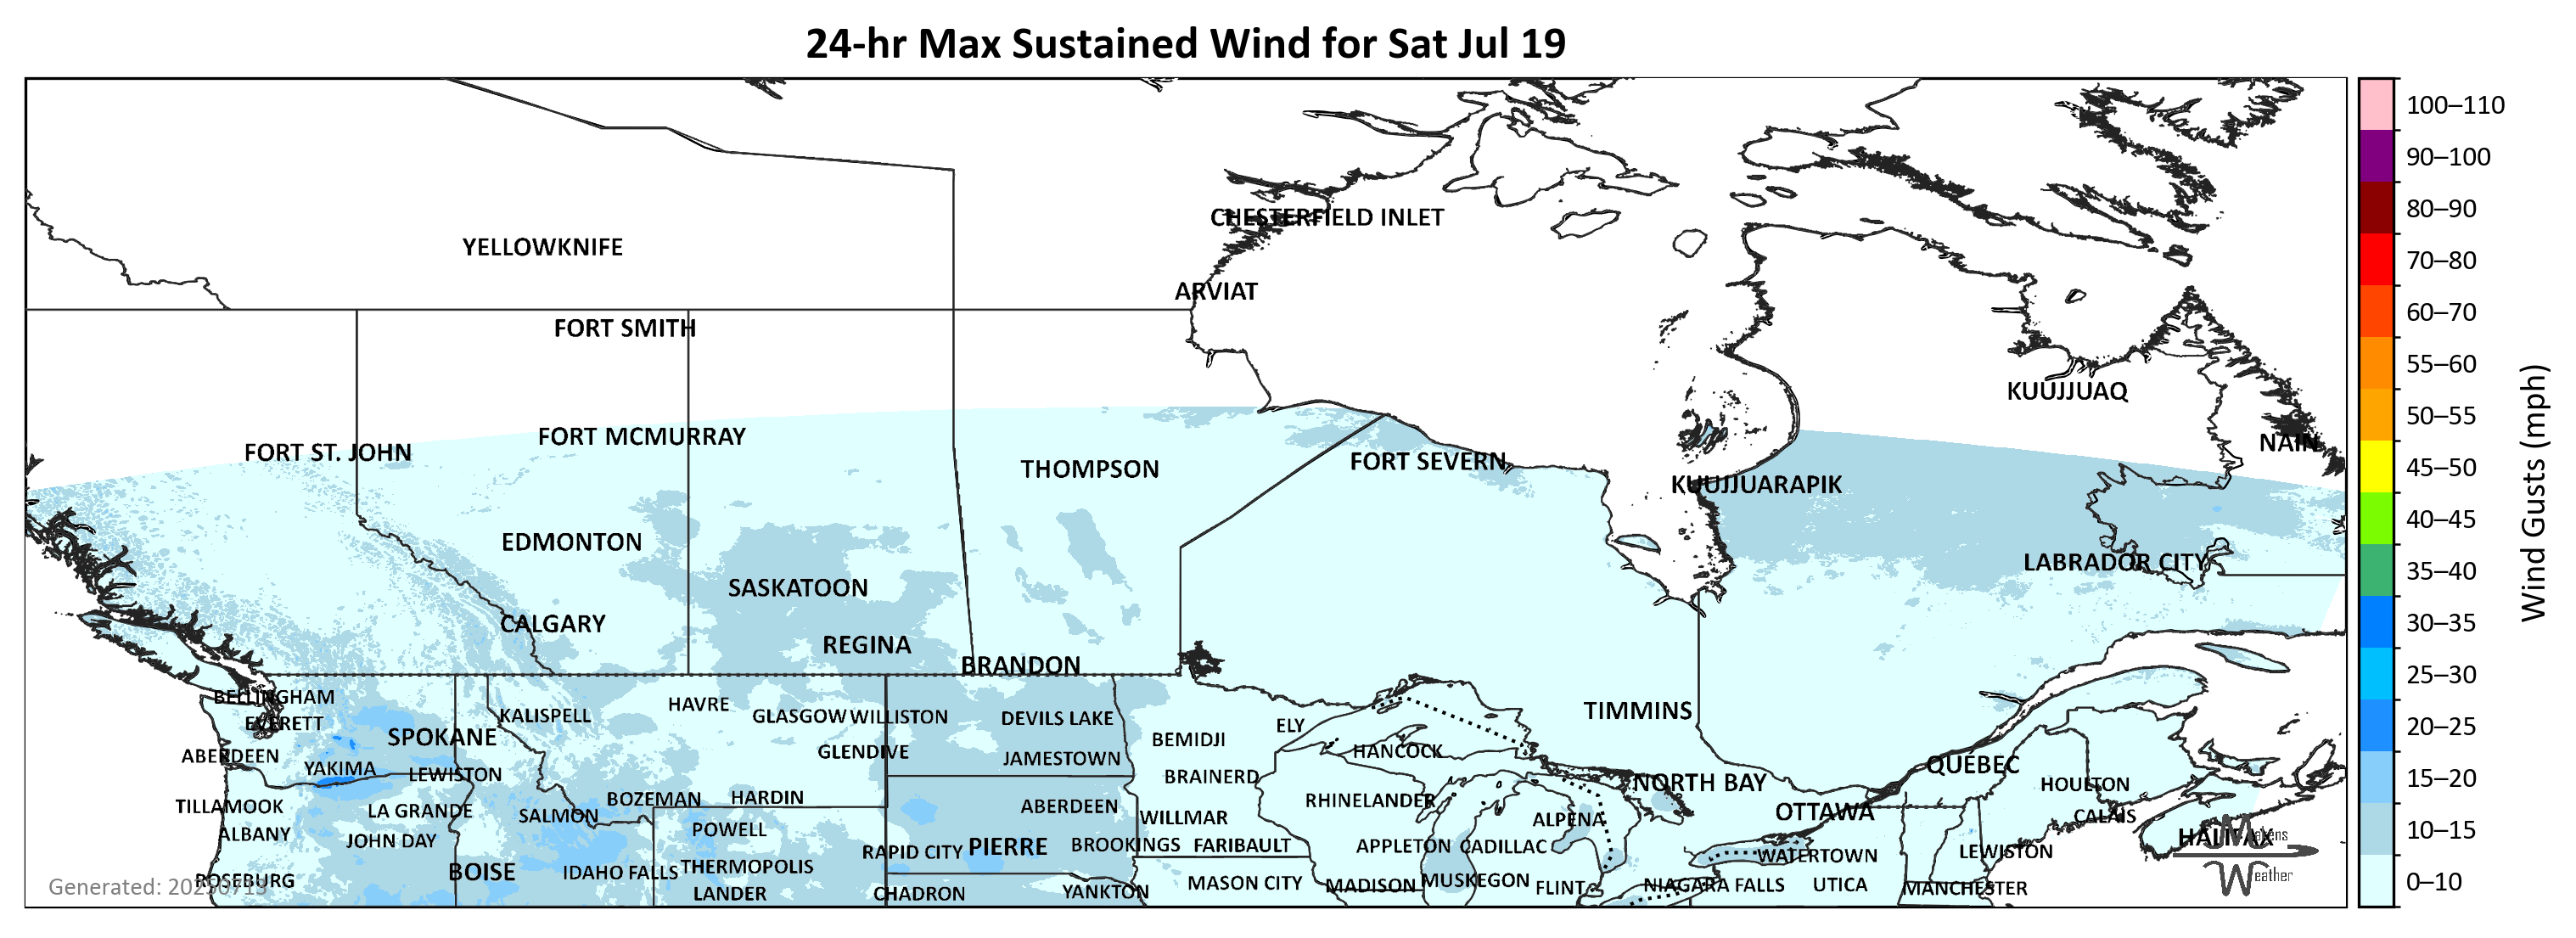 24-hr Max Sustained Wind for Sat Jul 19
100–110
90–100
80–90
70–80
60–70
55–60
50–55
45–50
40–45
35–40
30–35
25–30
20–25
15–20
10–15
0–10
Wind Gusts (mph)
CHESTERFIELD INLET
YELLOWKNIFE
ARVIAT
FORT SMITH
KUUJJUAQ
FORT MCMURRAY
NAIN
FORT ST. JOHN
FORT SEVERN
THOMPSON
KUUJJUARAPIK
EDMONTON
LABRADOR CITY
SASKATOON
CALGARY
REGINA
BRANDON
BELLINGHAM
HAVRE
TIMMINS
KALISPELL
GLASGOW
WILLISTON
DEVILS LAKE
EVERETT
ELY
SPOKANE
BEMIDJI
HANCOCK
ABERDEEN
GLENDIVE
JAMESTOWN
QUÉBEC
YAKIMA
LEWISTON
BRAINERD
NORTH BAY
HOULTON
BOZEMAN
HARDIN
RHINELANDER
TILLAMOOK
LA GRANDE
SALMON
ABERDEEN
WILLMAR
ALPENA
OTTAWA
CALAIS
ALBANY
JOHN DAY
POWELL
HALIFAX
RAPID CITY
PIERRE
BROOKINGS
FARIBAULT
APPLETON
CADILLAC
WATERTOWN
LEWISTON
BOISE
IDAHO FALLS
THERMOPOLIS
ROSEBURG
LANDER
CHADRON
YANKTON
MASON CITY
MADISON
MUSKEGON
FLINT
NIAGARA FALLS
UTICA
MANCHESTER
Generated: 20250713
Makens
Weather